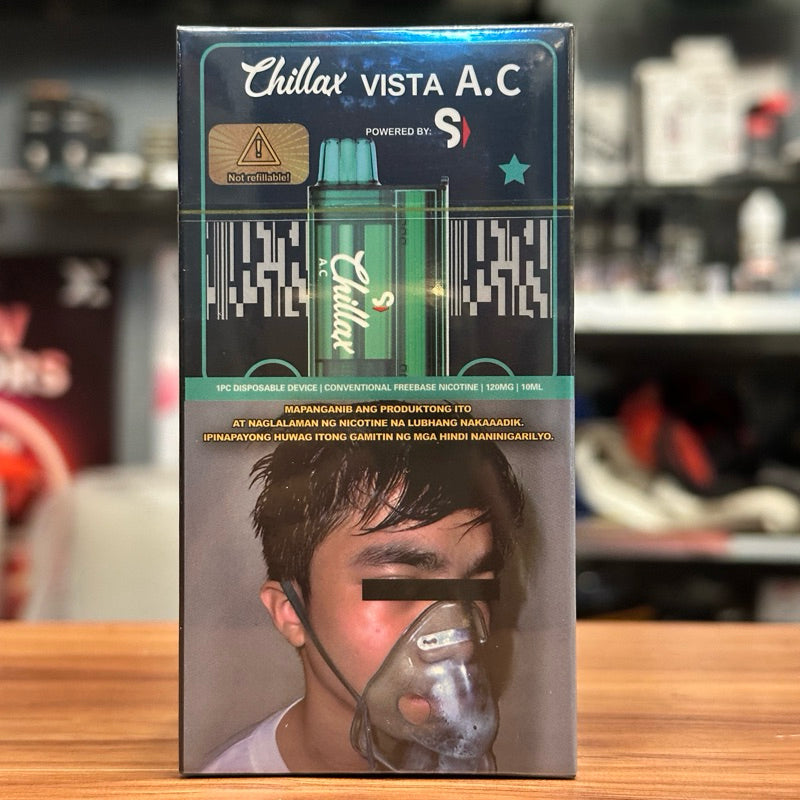 Chillax VISTA A.C
POWERED BY: S
Not refillable!
Chillax
A.C
S
1PC DISPOSABLE DEVICE | CONVENTIONAL FREEBASE NICOTINE | 120MG | 10ML
MAPANGANIB ANG PRODUKTONG ITO
AT NAGLALAMAN NG NICOTINE NA LUBHANG NAKAAADIK.
IPINAPAYONG HUWAG ITONG GAMITIN NG MGA HINDI NANINIGARILYO.